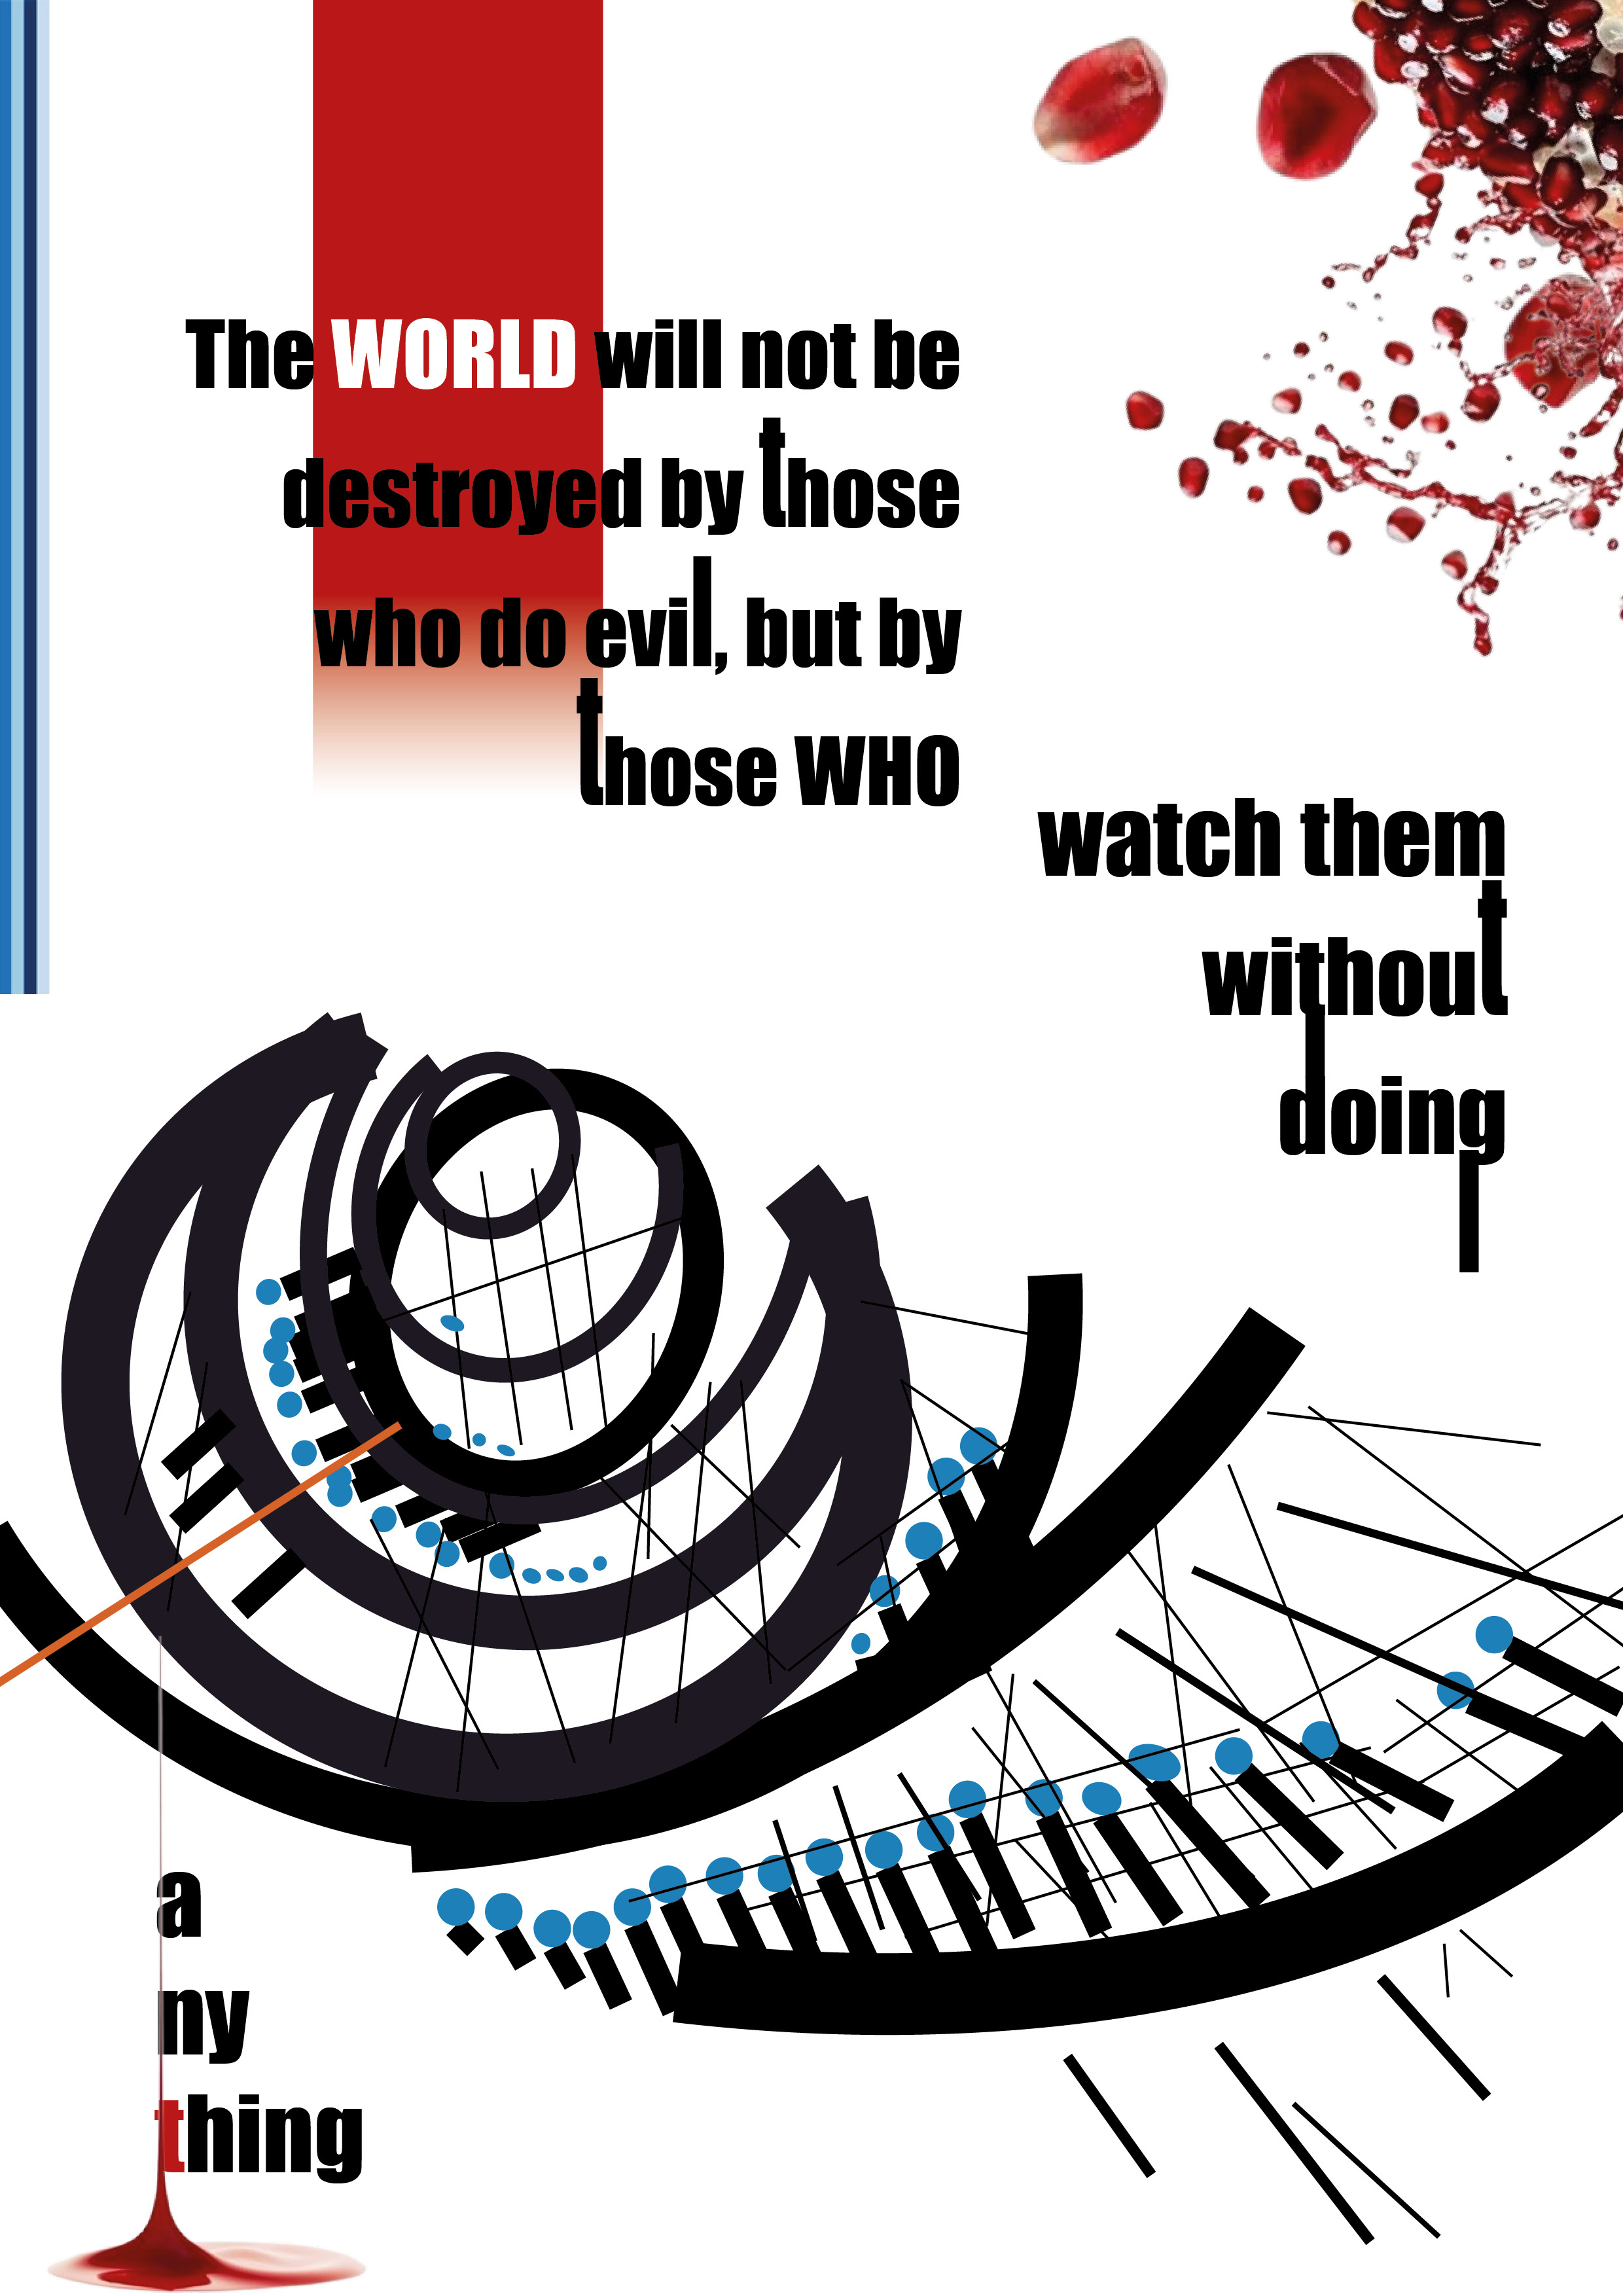 The WORLD will not be
destroyed by those
who do evil, but by
those WHO
watch them
without
doing
a
ny
thing